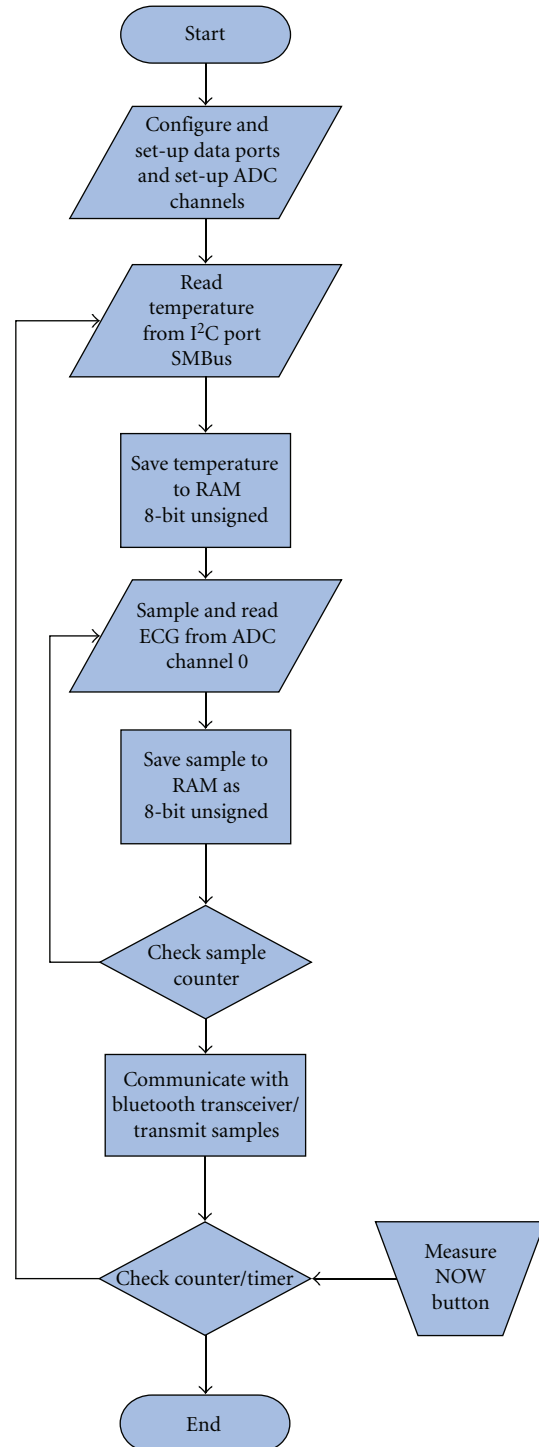 Start
Configure and
set-up data ports
and set-up ADC
channels
Read
temperature
from I²C port
SMBus
Save temperature
to RAM
8-bit unsigned
Sample and read
ECG from ADC
channel 0
Save sample to
RAM as
8-bit unsigned
Check sample
counter
Communicate with
bluetooth transceiver/
transmit samples
Check counter/timer
Measure
NOW
button
End